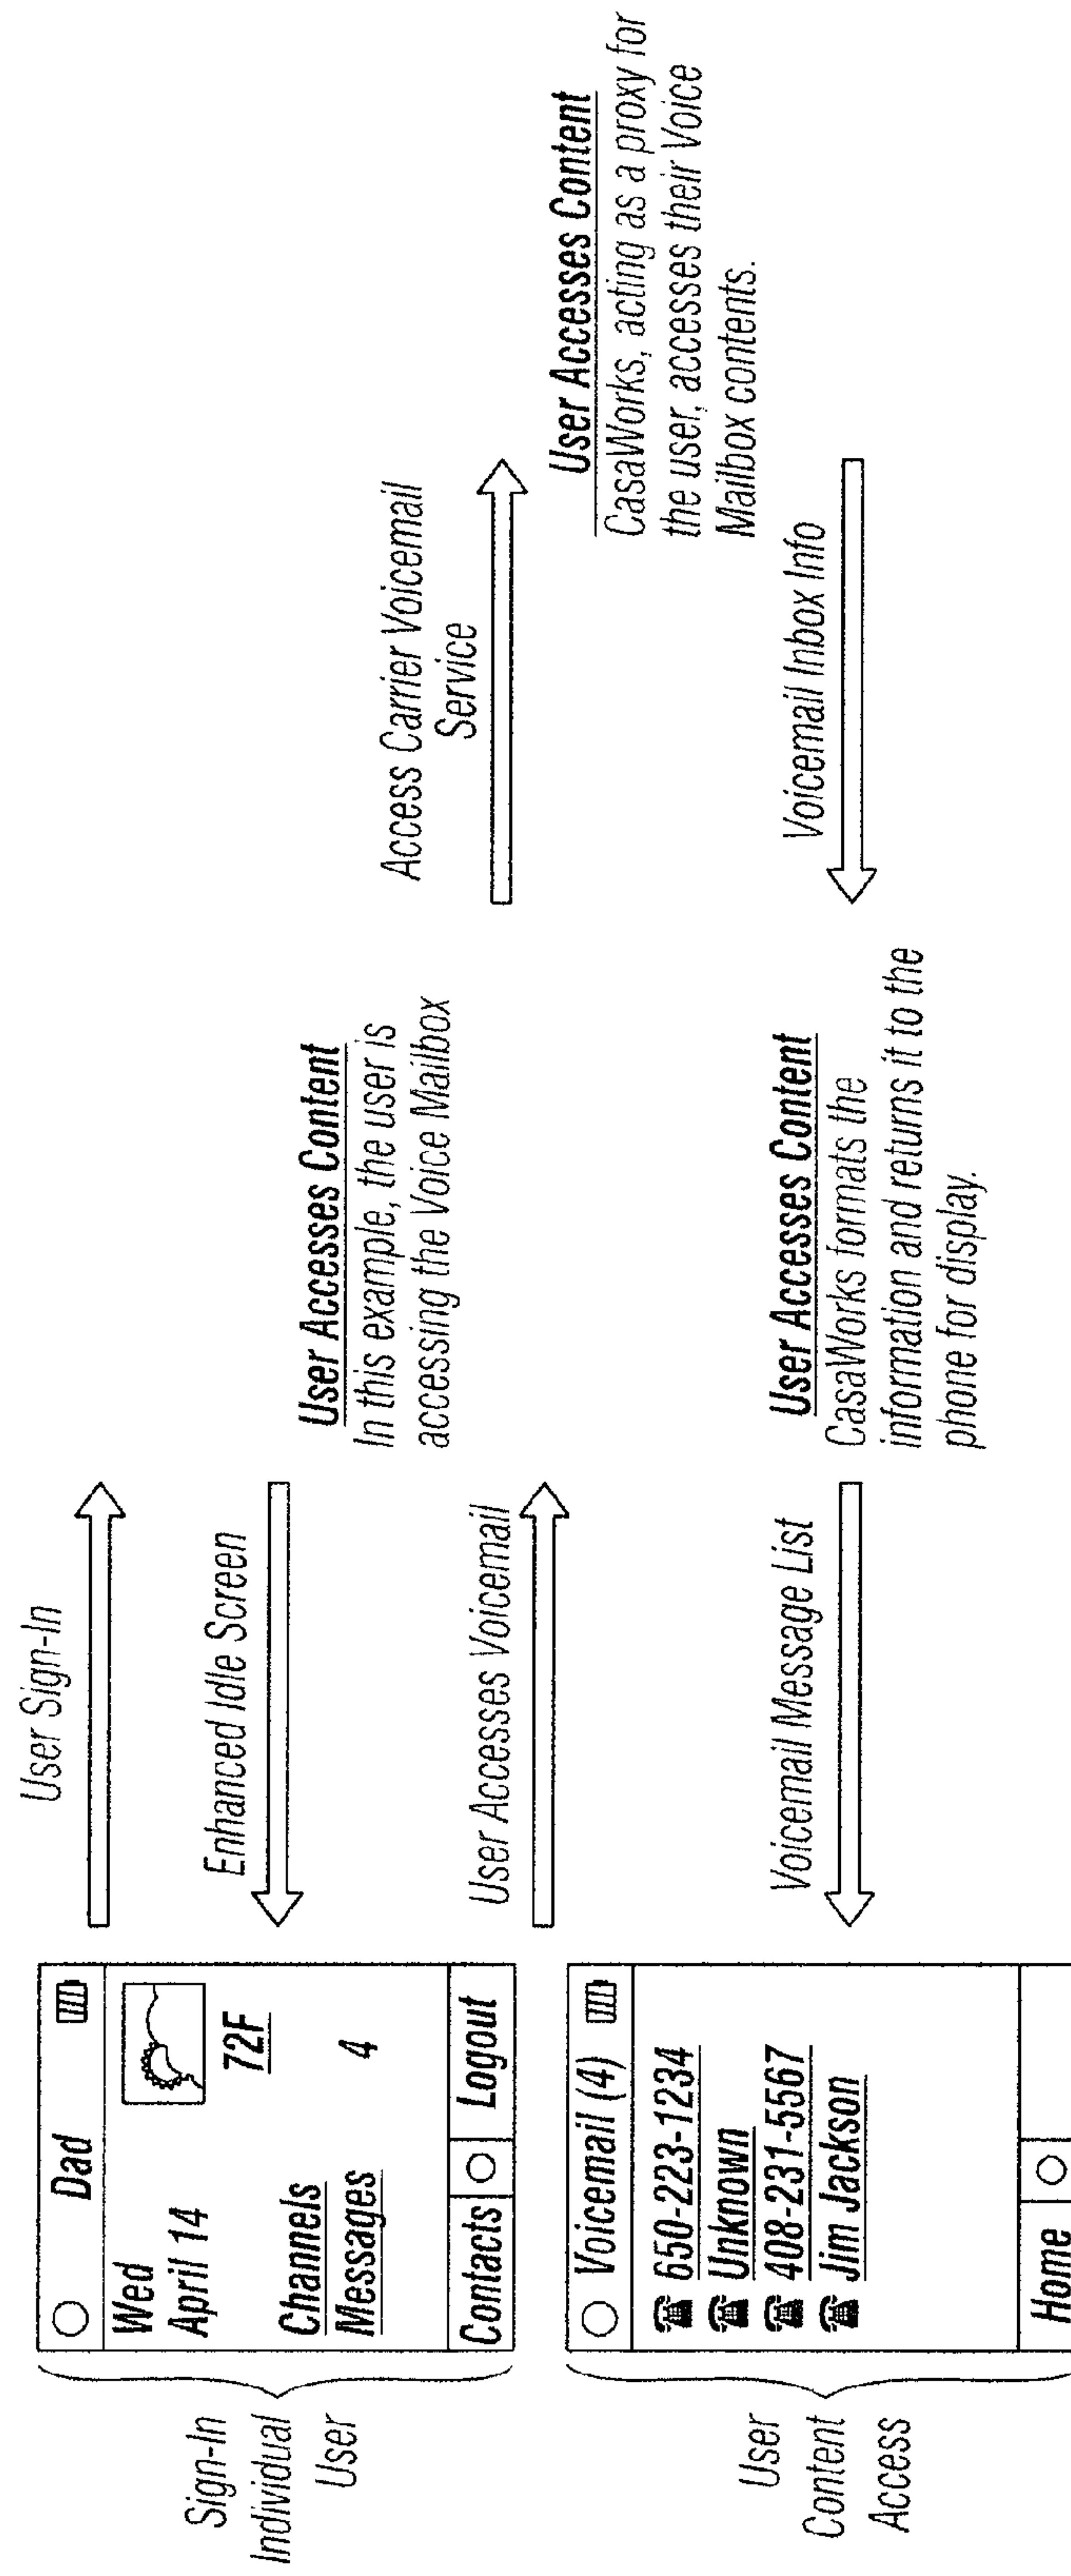 Sign-In
Individual
User
Dad
Wed
April 14
72F
Channels
Messages 4
Contacts Logout
User Sign-In
Enhanced Idle Screen
User Accesses Content
In this example, the user is
accessing the Voice Mailbox
User Accesses Voicemail
Access Carrier Voicemail
Service
User Accesses Content
CasaWorks, acting as a proxy for
the user, accesses their Voice
Mailbox contents.
User
Content
Access
Voicemail (4)
650-223-1234
Unknown
408-231-5567
Jim Jackson
Home
Voicemail Message List
User Accesses Content
CasaWorks formats the
information and returns it to the
phone for display.
Voicemail Inbox Info